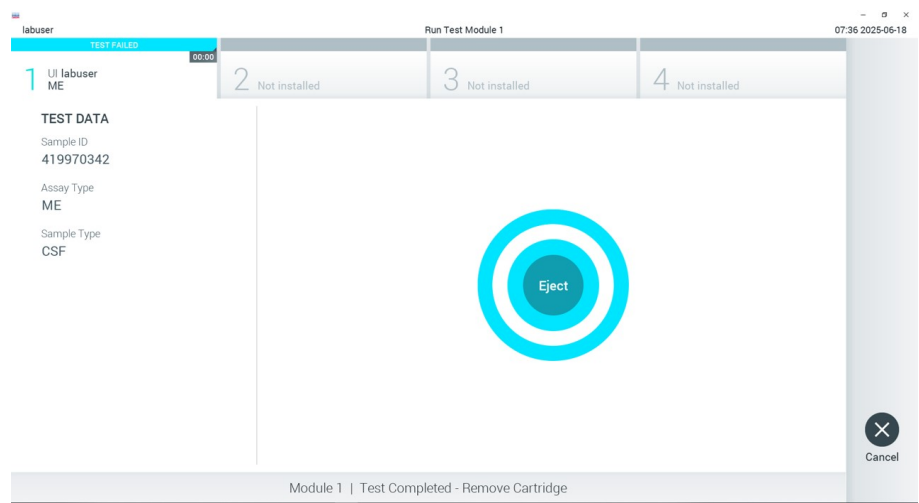 labuser
Run Test Module 1
07:36 2025-06-18
TEST FAILED
00:00
1 UI labuser
ME
2 Not installed
3 Not installed
4 Not installed
TEST DATA
Sample ID
419970342
Assay Type
ME
Sample Type
CSF
Eject
Cancel
Module 1 | Test Completed - Remove Cartridge